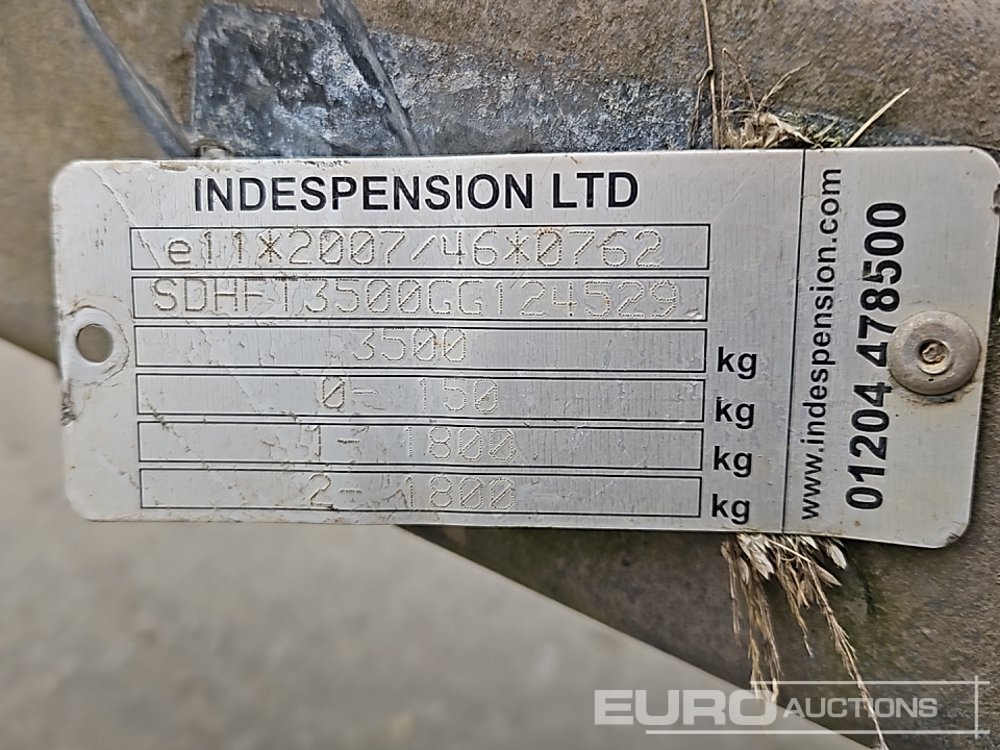 INDESPENSION LTD
e11*2007/46*0762
SDHFT3500GG124529
3500 kg
0- 150 kg
1- 1800 kg
2- 1800 kg
www.indespension.com
01204 478500
EURO AUCTIONS